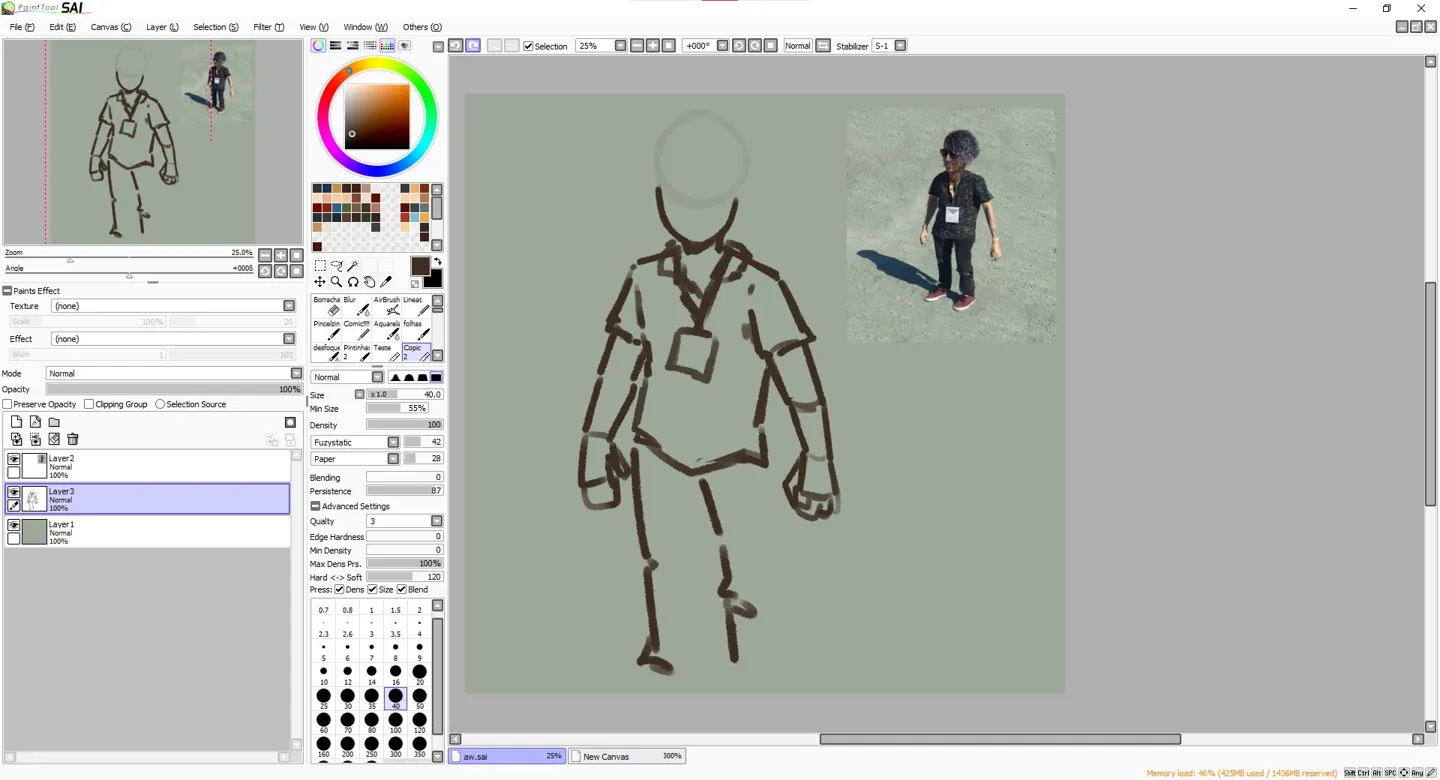 PaintTool SAI
File (F) Edit (E) Canvas (C) Layer (L) Selection (S) Filter (T) View (V) Window (W) Others (O)
Selection 25% +000° Normal Stabilizer S-1
Zoom 25.0%
Angle +0008
Paints Effect
Texture (none)
Scale 100% 20
Effect (none)
Width 1 100
Mode Normal
Opacity 100%
Preserve Opacity Clipping Group Selection Source
Layer2
Normal
100%
Layer3
Normal
100%
Layer1
Normal
100%
Borracha Blur AirBrush Lineat
Pincelzin Comic!!!! Aquarela folhas
desfoque Pintinhas 2 Teste Copic 2
Normal
Size x 1.0 40.0
Min Size 55%
Density 100
Fuzystatic 42
Paper 28
Blending 0
Persistence 87
Advanced Settings
Qualty 3
Edge Hardness 0
Min Density 0
Max Dens Prs. 100%
Hard <-> Soft 120
Press: Dens Size Blend
0.7 0.8 1 1.5 2
2.3 2.6 3 3.5 4
5 6 7 8 9
10 12 14 16 20
25 30 35 40 50
60 70 80 100 120
160 200 250 300 350
aw.sai 25% New Canvas 300%
Memory load: 46% (425MB used / 1436MB reserved) Shift Ctrl Alt SPC Any